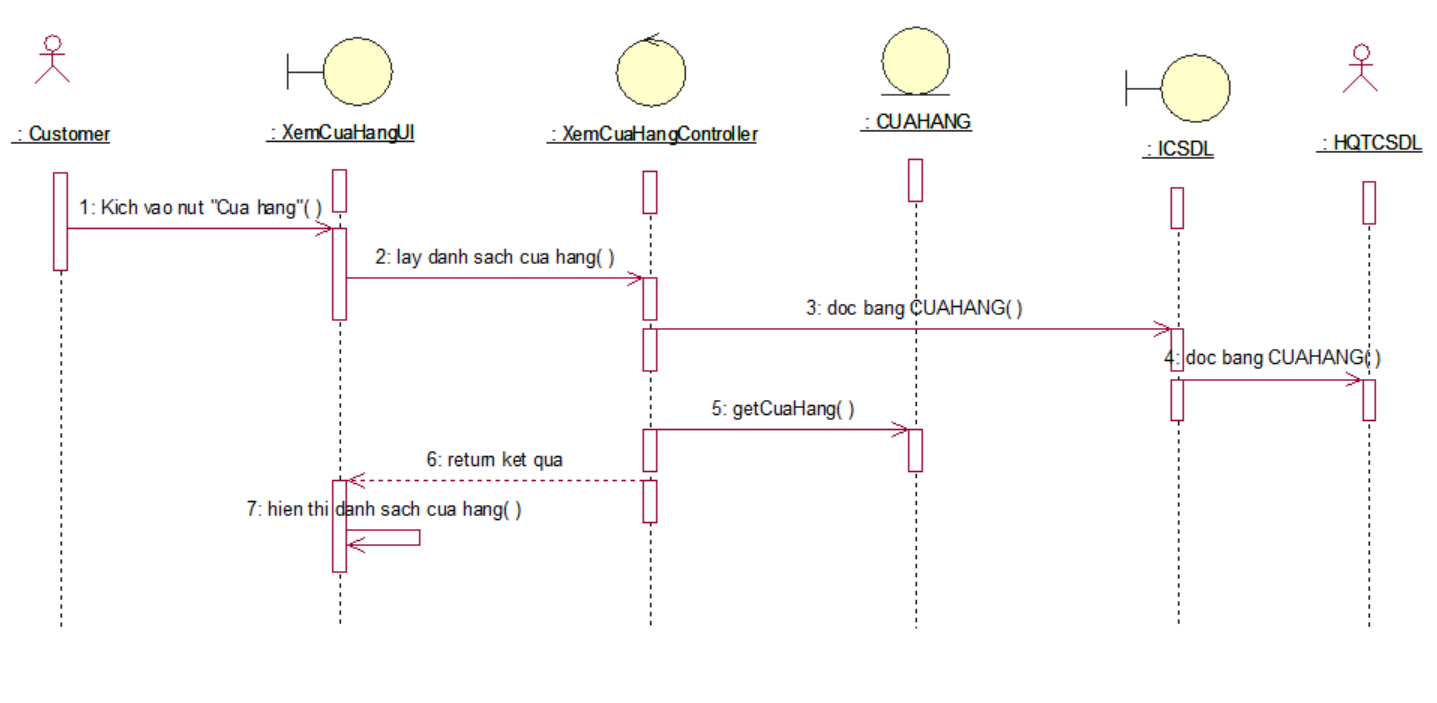 : Customer
: XemCuaHangUI
: XemCuaHangController
: CUAHANG
: ICSDL
: HQTCSDL
1: Kich vao nut "Cua hang"( )
2: lay danh sach cua hang( )
3: doc bang CUAHANG( )
4: doc bang CUAHANG( )
5: getCuaHang( )
6: return ket qua
7: hien thi danh sach cua hang( )